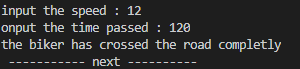 input the speed : 12
onput the time passed : 120
the biker has crossed the road completly
----------- next ----------